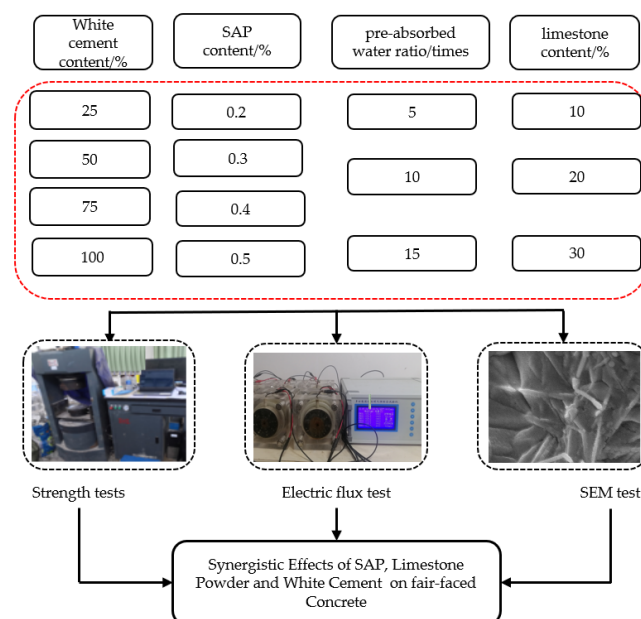 White
cement
content/%
SAP
content/%
pre-absorbed
water ratio/times
limestone
content/%
25
0.2
5
10
50
0.3
10
20
75
0.4
100
0.5
15
30
Strength tests
Electric flux test
SEM test
Synergistic Effects of SAP, Limestone
Powder and White Cement on fair-faced
Concrete